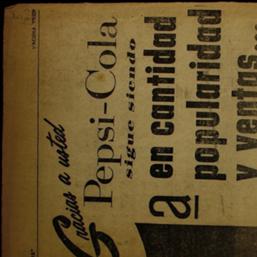 Gracias a usted
Pepsi-Cola
sigue siendo
a en cantidad
popularidad
y ventas